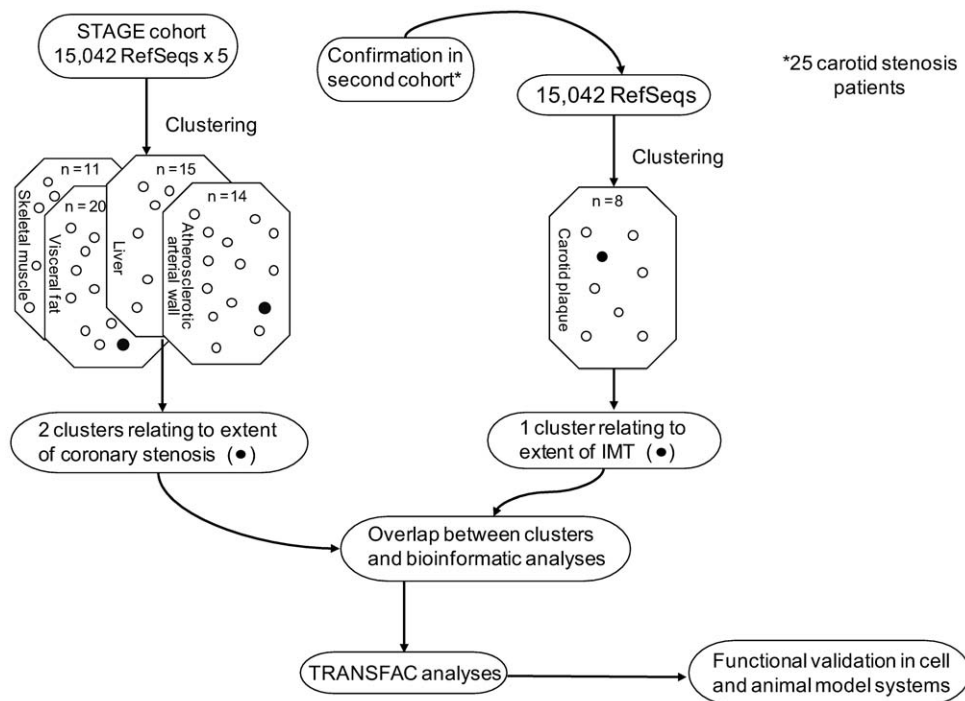 STAGE cohort
15,042 RefSeqs x 5
Confirmation in
second cohort*
*25 carotid stenosis
patients
15,042 RefSeqs
Clustering
Clustering
n = 11
Skeletal muscle
n = 20
Visceral fat
n = 15
Liver
n = 14
Atherosclerotic
arterial wall
n = 8
Carotid plaque
2 clusters relating to extent
of coronary stenosis (●)
1 cluster relating to
extent of IMT (●)
Overlap between clusters
and bioinformatic analyses
TRANSFAC analyses
Functional validation in cell
and animal model systems